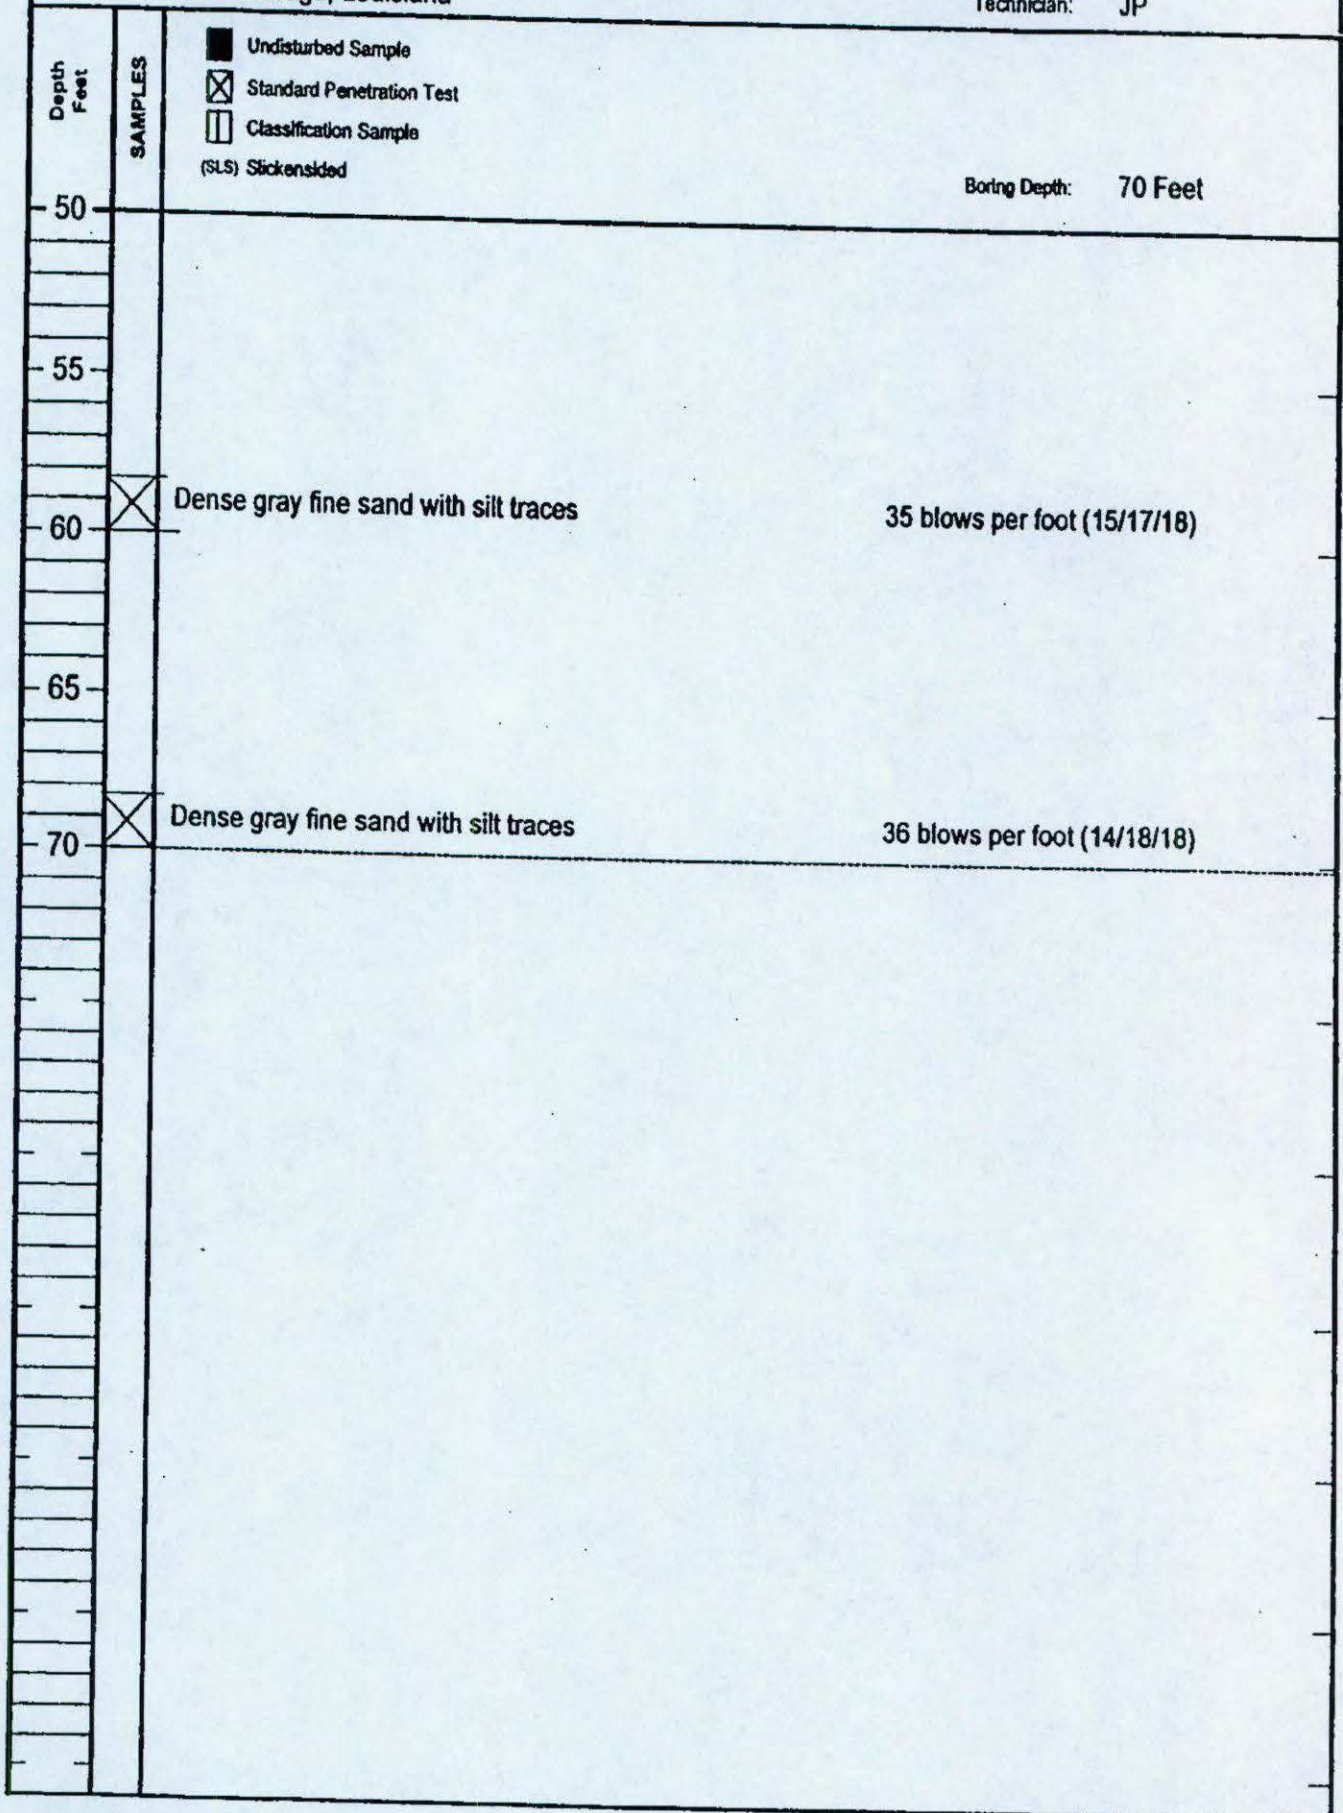 Louisiana
Technician: JP
Depth
Feet
SAMPLES
Undisturbed Sample
Standard Penetration Test
Classification Sample
(SLS) Slickensided
Boring Depth: 70 Feet
50
55
Dense gray fine sand with silt traces 35 blows per foot (15/17/18)
60
65
Dense gray fine sand with silt traces 36 blows per foot (14/18/18)
70